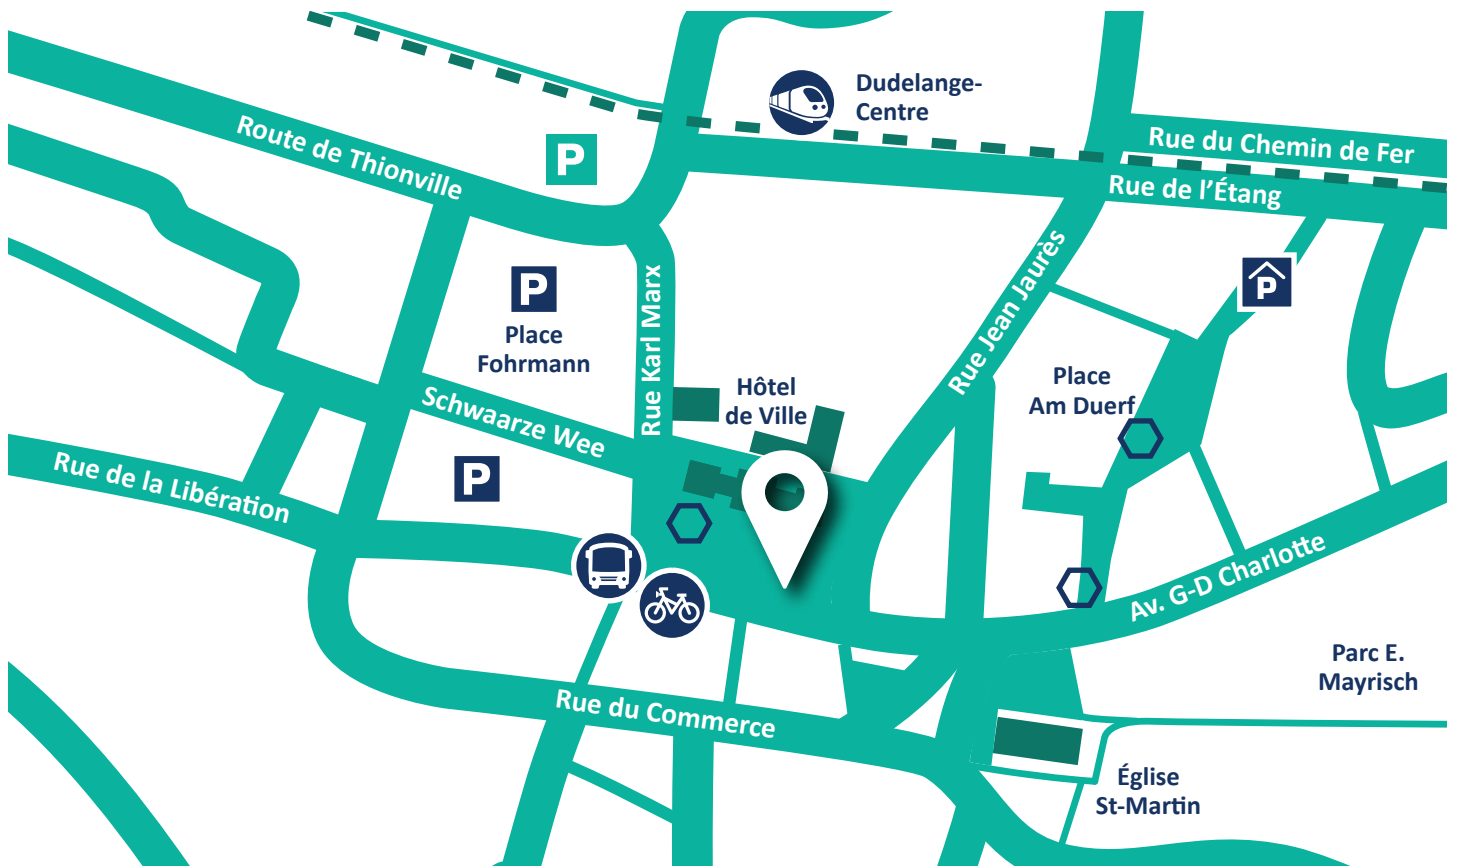 Dudelange-
Centre
Rue du Chemin de Fer
Route de Thionville
P
Rue de l'Étang
P
P
Place
Fohrmann
Rue Karl Marx
Rue Jean Jaurès
Hôtel
de Ville
Place
Am Duerf
Schwaarze Wee
P
Rue de la Libération
Av. G-D Charlotte
Parc E.
Mayrisch
Rue du Commerce
Église
St-Martin